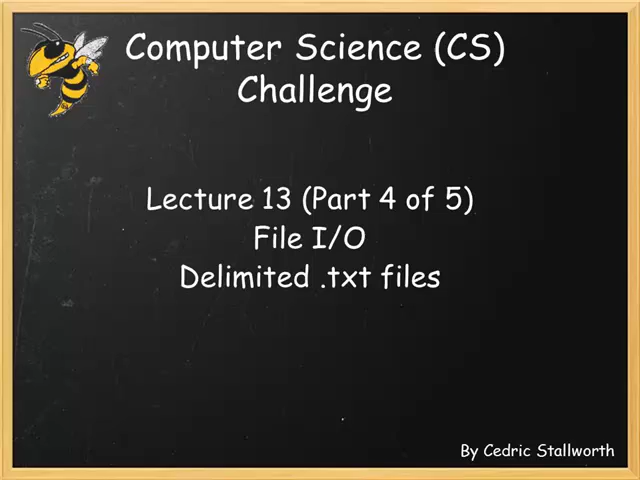 Computer Science (CS)
Challenge
Lecture 13 (Part 4 of 5)
File I/O
Delimited .txt files
By Cedric Stallworth